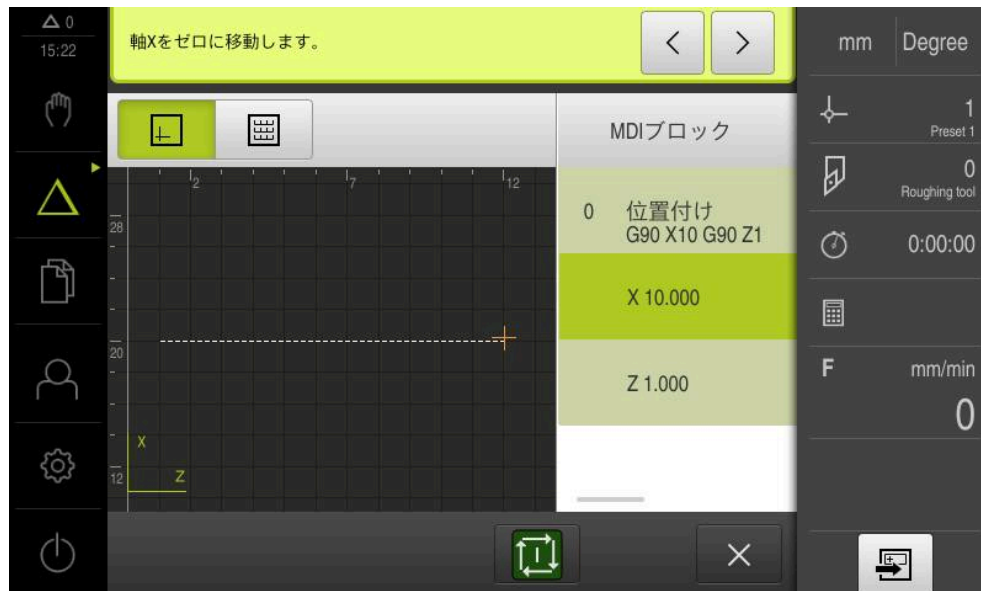 0
15:22
軸Xをゼロに移動します。
mm
Degree
MDIブロック
1
Preset 1
0
Roughing tool
2
7
12
28
20
12
X
Z
0 位置付け
G90 X10 G90 Z1
X 10.000
Z 1.000
0:00:00
F mm/min
0